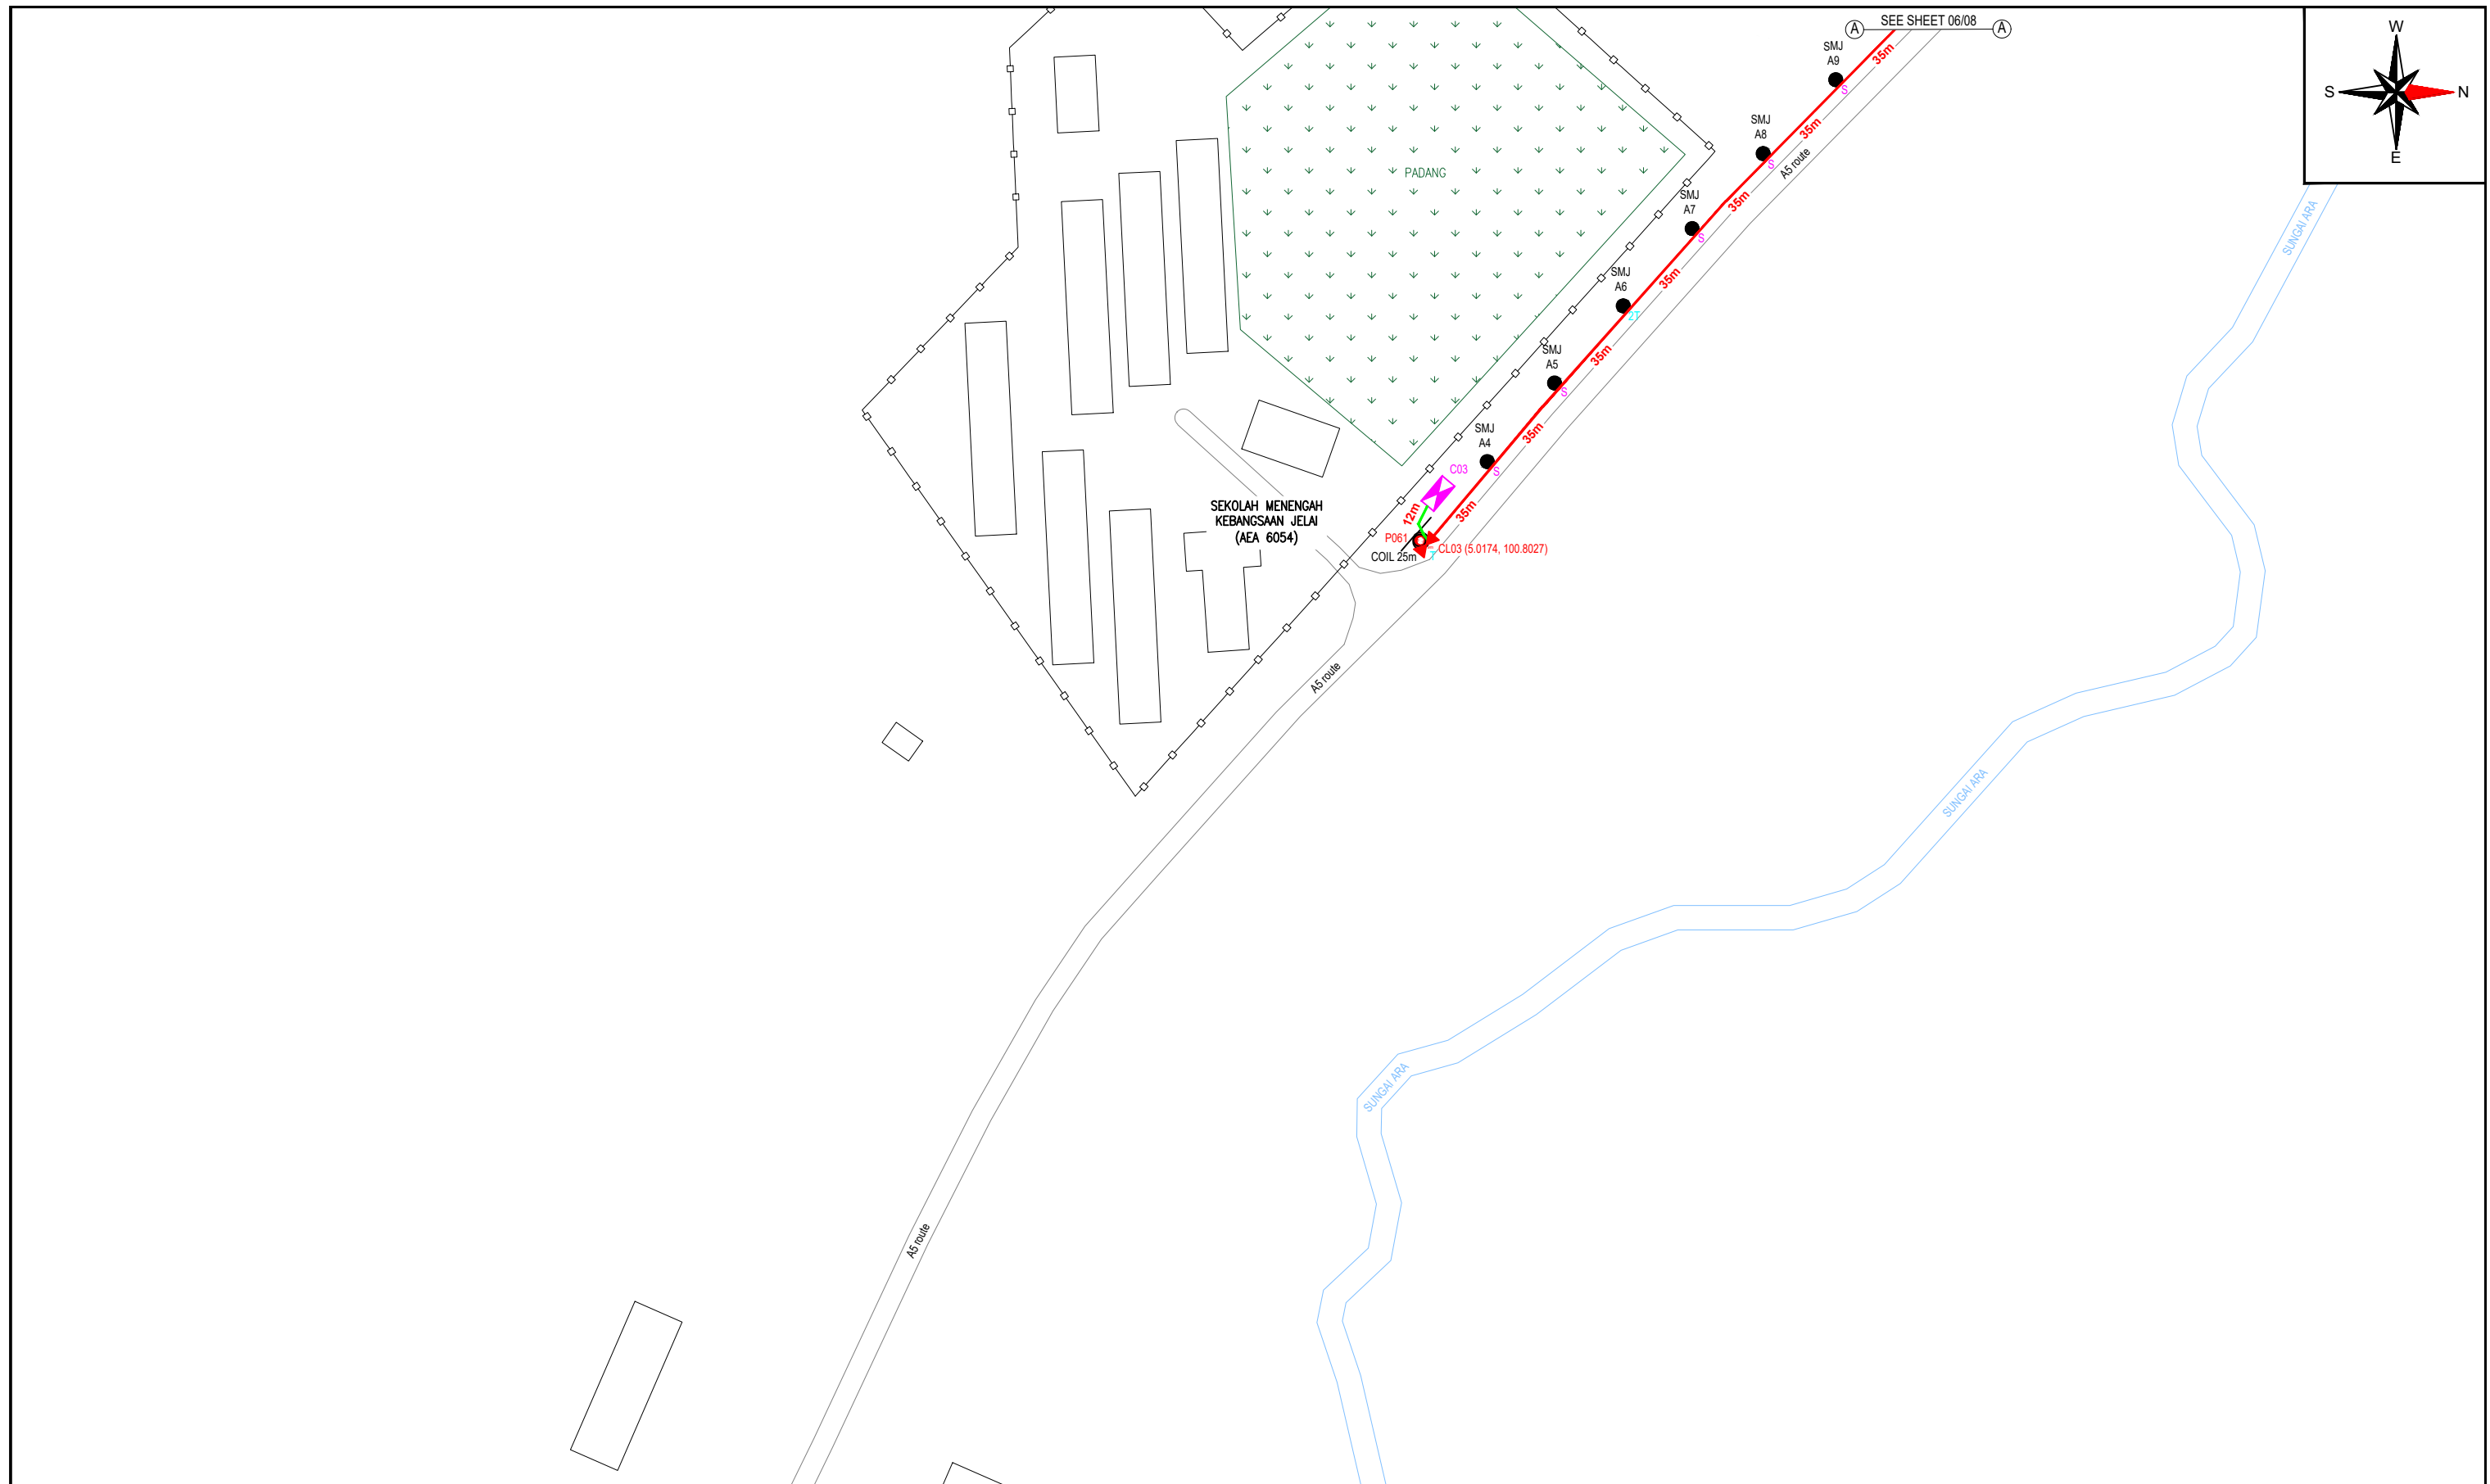 A
SEE SHEET 06/08
A
W
S
N
E
SMJ
A9
35m
S
SMJ
A8
35m
S
A5 route
SMJ
A7
35m
S
SUNGAI ARA
PADANG
SMJ
A6
35m
2T
SMJ
A5
35m
S
SMJ
A4
35m
S
C03
12m
35m
SEKOLAH MENENGAH
KEBANGSAAN JELAI
(AEA 6054)
P061
CL03 (5.0174, 100.8027)
COIL 25m
T
A5 route
SUNGAI ARA
SUNGAI ARA
A5 route